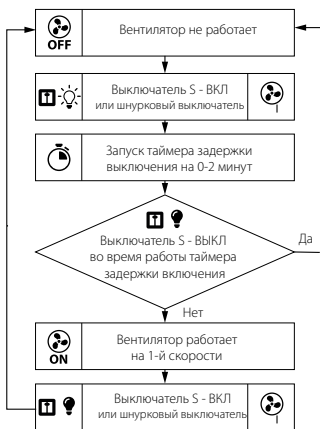 OFF
Вентилятор не работает
Выключатель S - ВКЛ
или шнурковый выключатель
Запуск таймера задержки
выключения на 0-2 минут
Выключатель S - ВЫКЛ
во время работы таймера
задержки включения
Да
Нет
ON
Вентилятор работает
на 1-й скорости
Выключатель S - ВКЛ
или шнурковый выключатель